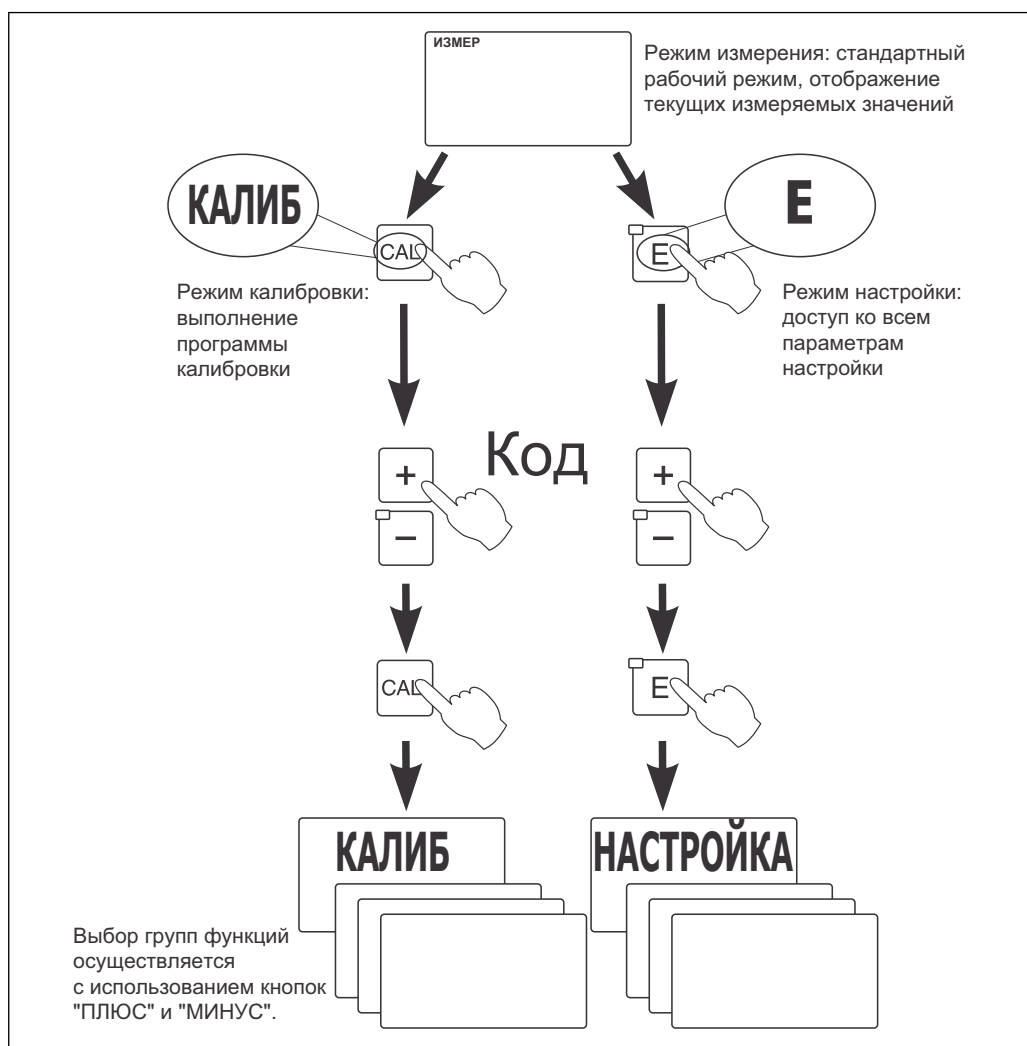 ИЗМЕР
Режим измерения: стандартный
рабочий режим, отображение
текущих измеряемых значений
КАЛИБ
E
CAL
E
Режим калибровки:
выполнение
программы
калибровки
Режим настройки:
доступ ко всем
параметрам
настройки
Код
+
+
−
−
CAL
E
КАЛИБ
НАСТРОЙКА
Выбор групп функций
осуществляется
с использованием кнопок
"ПЛЮС" и "МИНУС".